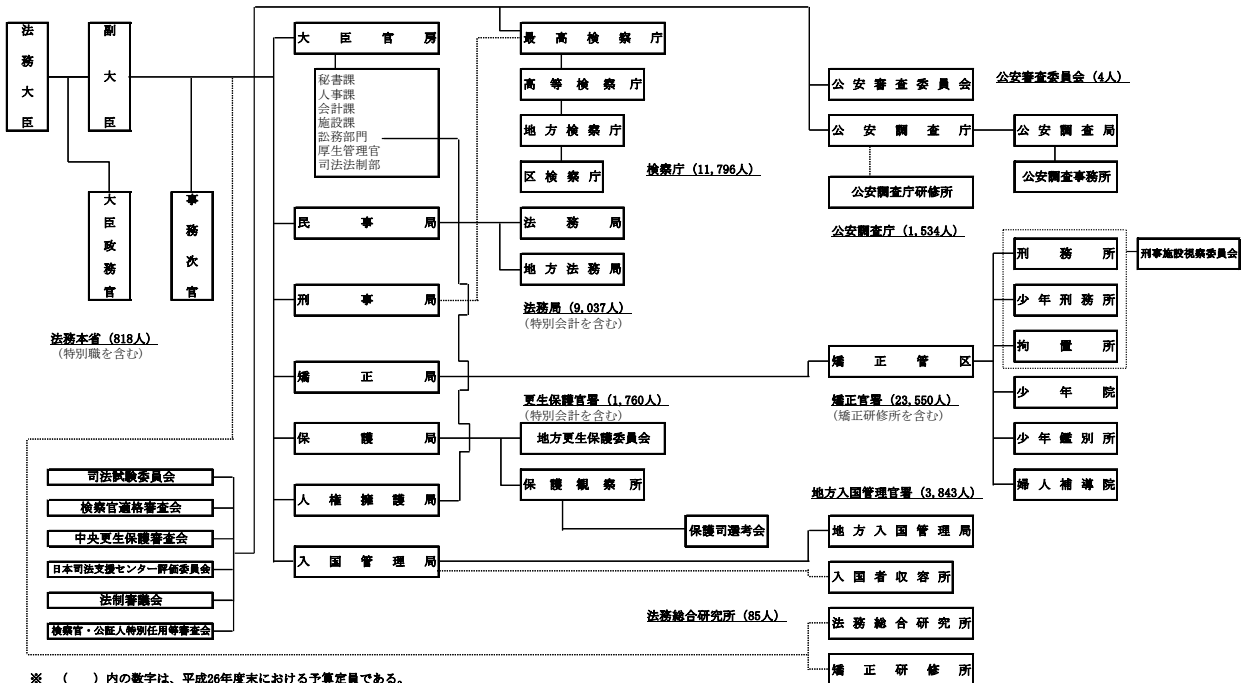 法務大臣
副大臣
大臣政務官
事務次官
法務本省（818人）
（特別職を含む）
大臣官房
秘書課
人事課
会計課
施設課
訟務部門
厚生管理官
司法法制部
民事局
刑事局
矯正局
保護局
人権擁護局
入国管理局
最高検察庁
高等検察庁
地方検察庁
区検察庁
検察庁（11,796人）
法務局
地方法務局
法務局（9,037人）
（特別会計を含む）
更生保護官署（1,760人）
（特別会計を含む）
地方更生保護委員会
保護観察所
保護司選考会
公安審査委員会
公安審査委員会（4人）
公安調査庁
公安調査局
公安調査庁研修所
公安調査事務所
公安調査庁（1,534人）
矯正管区
矯正官署（23,550人）
（矯正研修所を含む）
刑務所
少年刑務所
拘置所
少年院
少年鑑別所
婦人補導院
刑事施設視察委員会
地方入国管理官署（3,843人）
地方入国管理局
入国者収容所
法務総合研究所（85人）
法務総合研究所
矯正研修所
司法試験委員会
検察官適格審査会
中央更生保護審査会
日本司法支援センター評価委員会
法制審議会
検察官・公証人特別任用等審査会
※　（　　）内の数字は、平成26年度末における予算定員である。